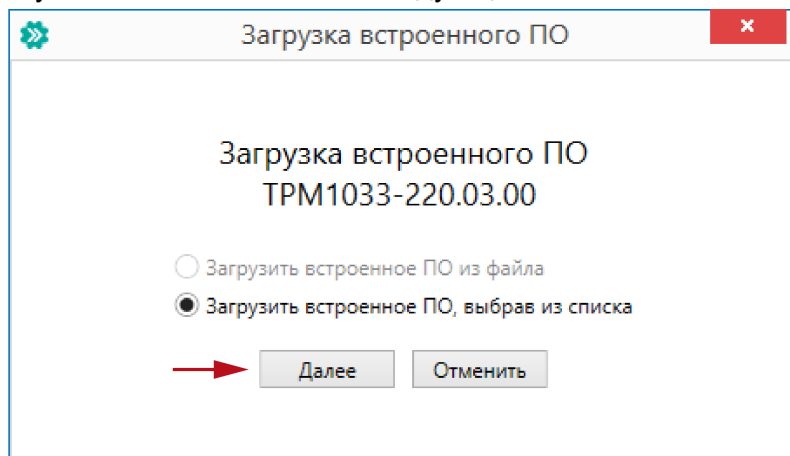 Загрузка встроенного ПО
Загрузка встроенного ПО
ТРМ1033-220.03.00
Загрузить встроенное ПО из файла
Загрузить встроенное ПО, выбрав из списка
Далее Отменить